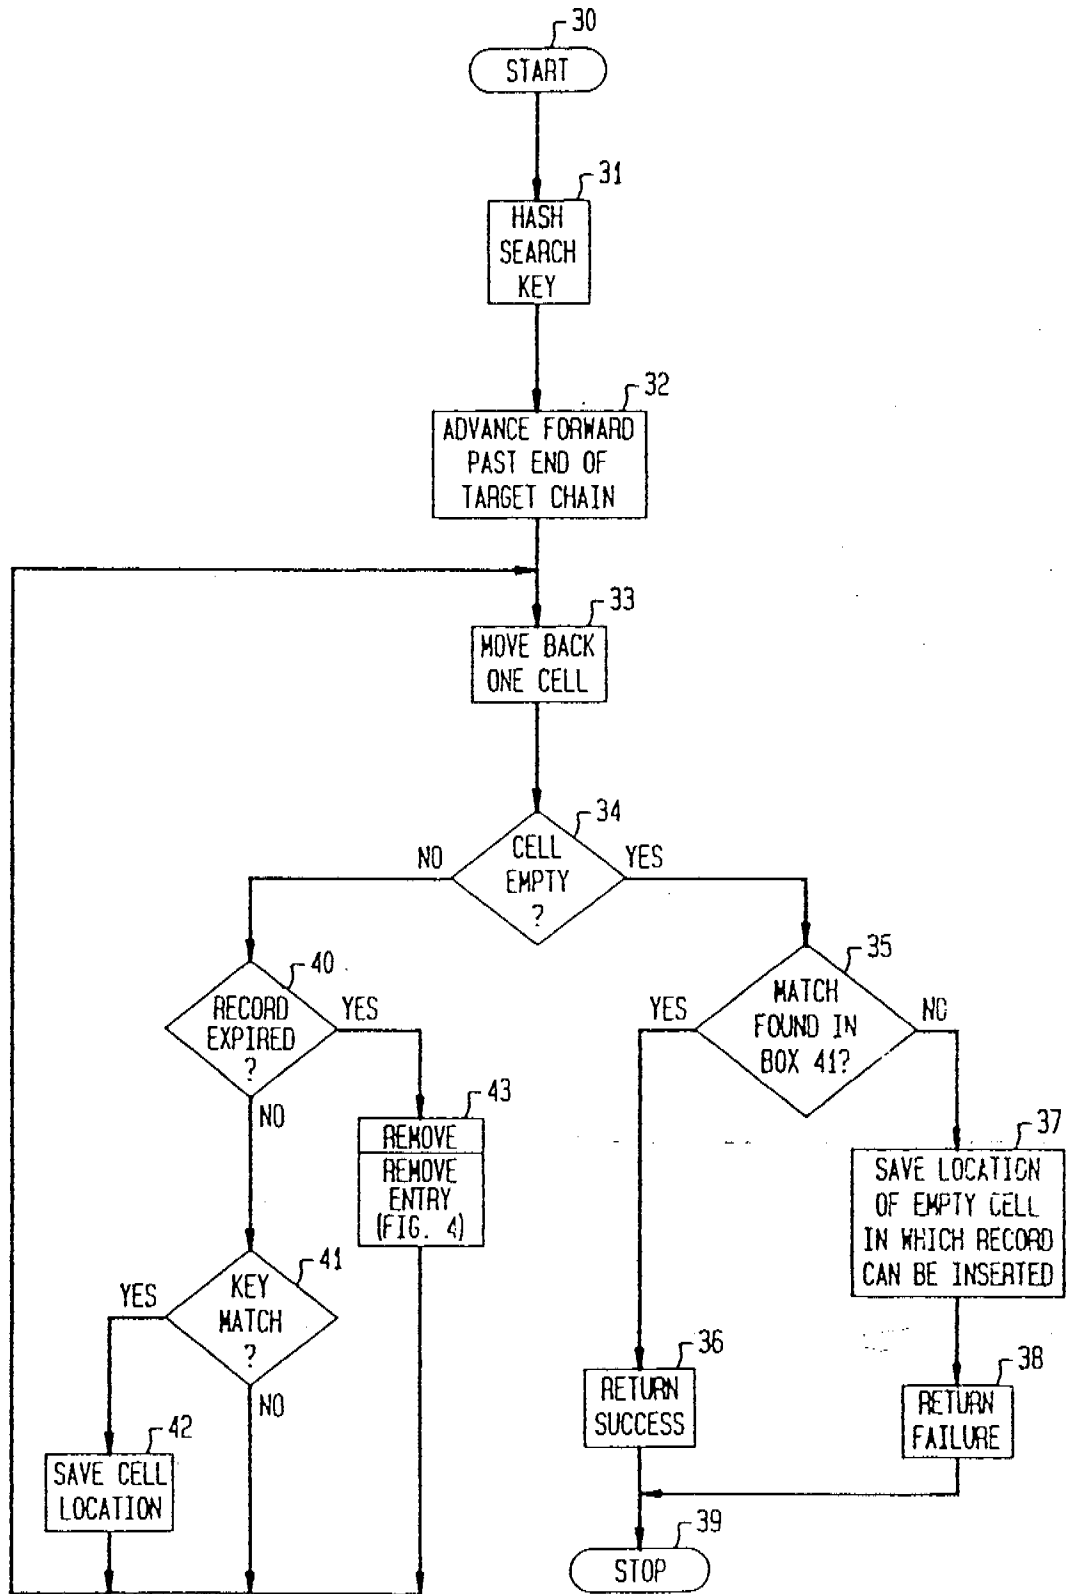 30
START
31
HASH
SEARCH
KEY
32
ADVANCE FORWARD
PAST END OF
TARGET CHAIN
33
MOVE BACK
ONE CELL
34
CELL
EMPTY
?
NO
YES
40
RECORD
EXPIRED
?
YES
NO
35
MATCH
FOUND IN
BOX 41?
YES
NO
43
REMOVE
REMOVE
ENTRY
(FIG. 4)
37
SAVE LOCATION
OF EMPTY CELL
IN WHICH RECORD
CAN BE INSERTED
41
KEY
MATCH
?
YES
NO
36
RETURN
SUCCESS
38
RETURN
FAILURE
42
SAVE CELL
LOCATION
39
STOP